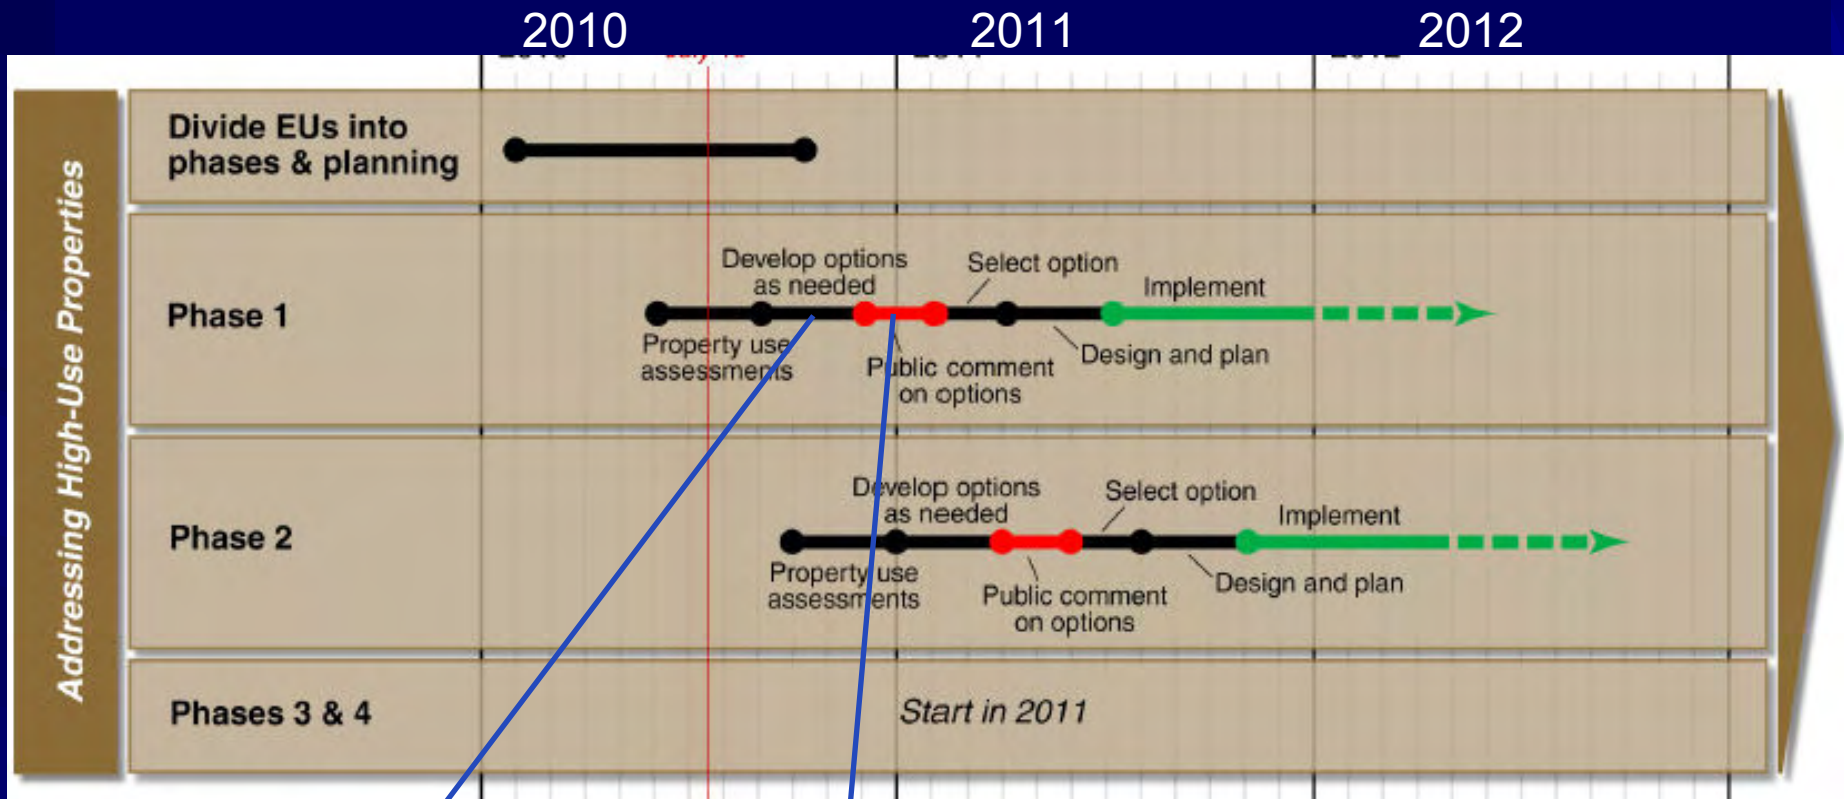 2010 2011 2012
Addressing High-Use Properties
Divide EUs into
phases & planning
Phase 1
Develop options
as needed
Select option
Implement
Property use
assessments
Public comment
on options
Design and plan
Phase 2
Develop options
as needed
Select option
Implement
Property use
assessments
Public comment
on options
Design and plan
Phases 3 & 4
Start in 2011